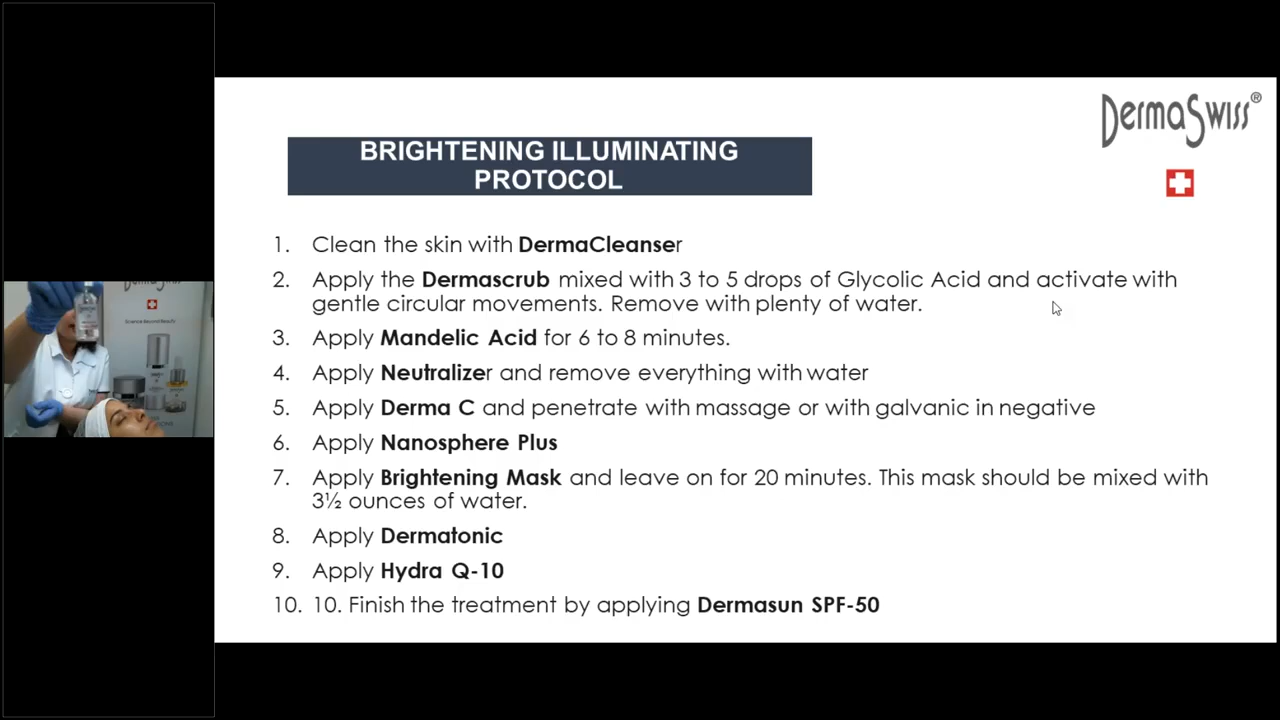 DermaSwiss®
BRIGHTENING ILLUMINATING
PROTOCOL
1. Clean the skin with DermaCleanser
2. Apply the Dermascrub mixed with 3 to 5 drops of Glycolic Acid and activate with
gentle circular movements. Remove with plenty of water.
3. Apply Mandelic Acid for 6 to 8 minutes.
4. Apply Neutralizer and remove everything with water
5. Apply Derma C and penetrate with massage or with galvanic in negative
6. Apply Nanosphere Plus
7. Apply Brightening Mask and leave on for 20 minutes. This mask should be mixed with
3½ ounces of water.
8. Apply Dermatonic
9. Apply Hydra Q-10
10. 10. Finish the treatment by applying Dermasun SPF-50
Science Beyond Beauty